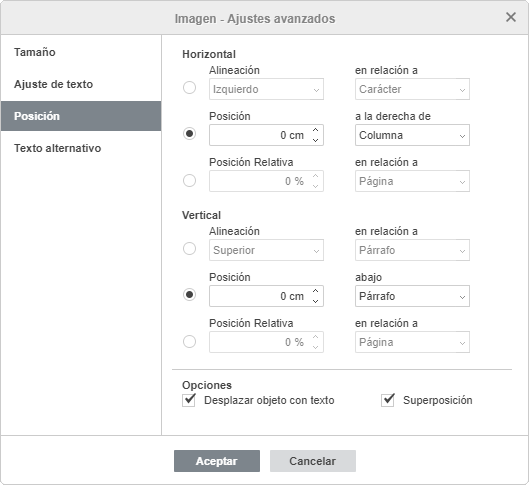 Imagen - Ajustes avanzados
Tamaño
Ajuste de texto
Posición
Texto alternativo
Horizontal
Alineación en relación a
Izquierdo Carácter
Posición a la derecha de
0 cm Columna
Posición Relativa en relación a
0 % Página
Vertical
Alineación en relación a
Superior Párrafo
Posición abajo
0 cm Párrafo
Posición Relativa en relación a
0 % Página
Opciones
Desplazar objeto con texto Superposición
Aceptar Cancelar